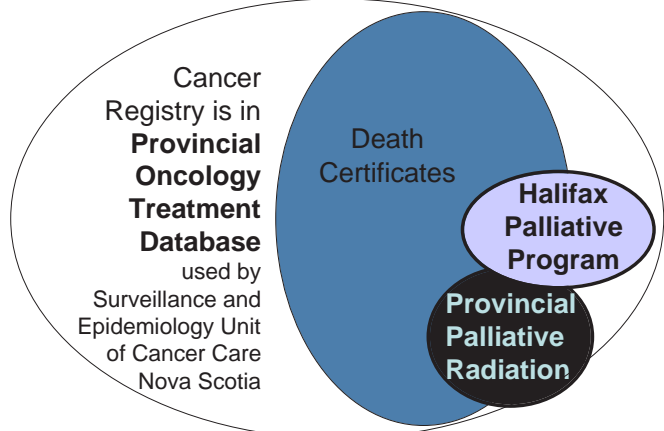 Cancer
Registry is in
Provincial
Oncology
Treatment
Database
used by
Surveillance and
Epidemiology Unit
of Cancer Care
Nova Scotia
Death
Certificates
Halifax
Palliative
Program
Provincial
Palliative
Radiation